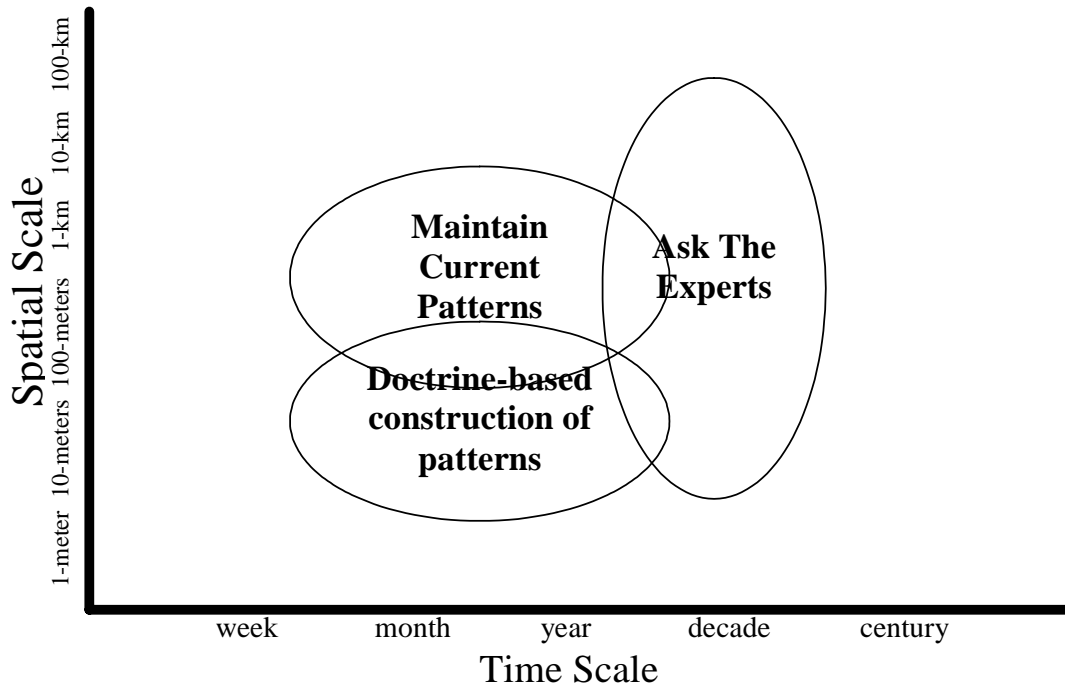 Spatial Scale
100-km
10-km
1-km
100-meters
10-meters
1-meter
Maintain
Current
Patterns
Ask The
Experts
Doctrine-based
construction of
patterns
week month year decade century
Time Scale